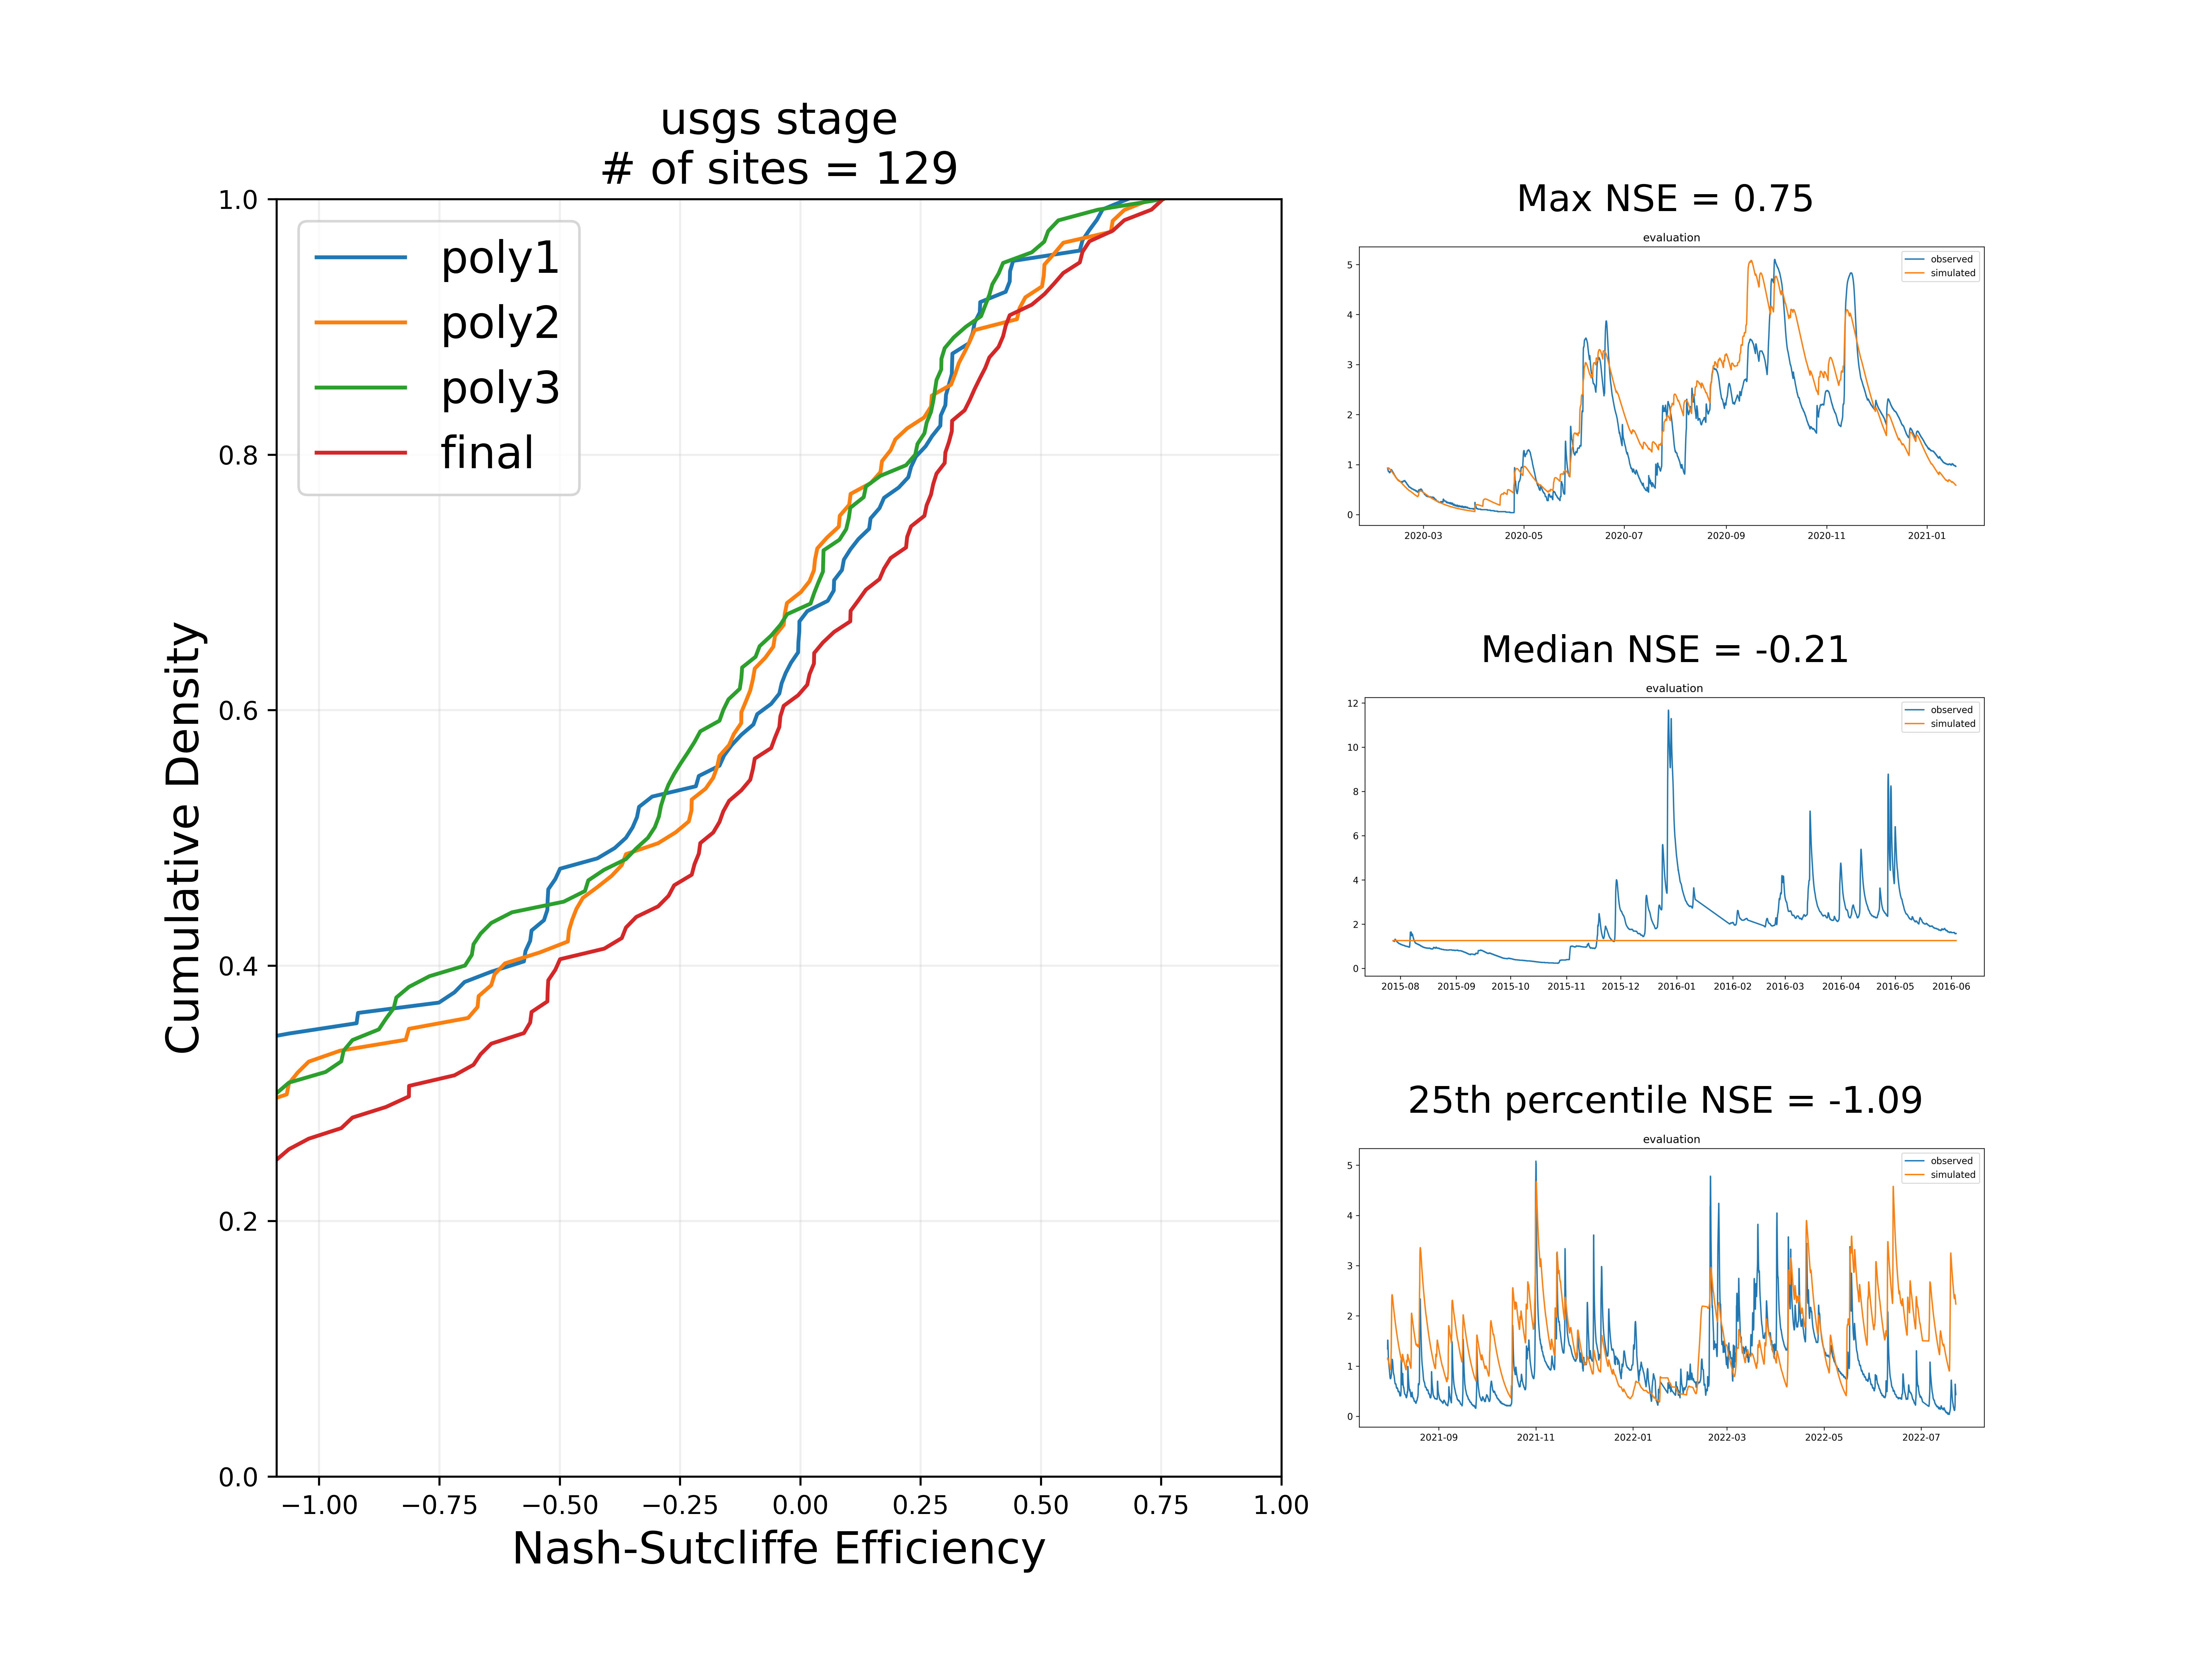 usgs stage
# of sites = 129
1.0
0.8
0.6
0.4
0.2
0.0
Cumulative Density
poly1
poly2
poly3
final
−1.00 −0.75 −0.50 −0.25 0.00 0.25 0.50 0.75 1.00
Nash-Sutcliffe Efficiency
Max NSE = 0.75
evaluation
observed
simulated
5
4
3
2
1
0
2020-03 2020-05 2020-07 2020-09 2020-11 2021-01
Median NSE = -0.21
evaluation
observed
simulated
12
10
8
6
4
2
0
2015-08 2015-09 2015-10 2015-11 2015-12 2016-01 2016-02 2016-03 2016-04 2016-05 2016-06
25th percentile NSE = -1.09
evaluation
observed
simulated
5
4
3
2
1
0
2021-09 2021-11 2022-01 2022-03 2022-05 2022-07